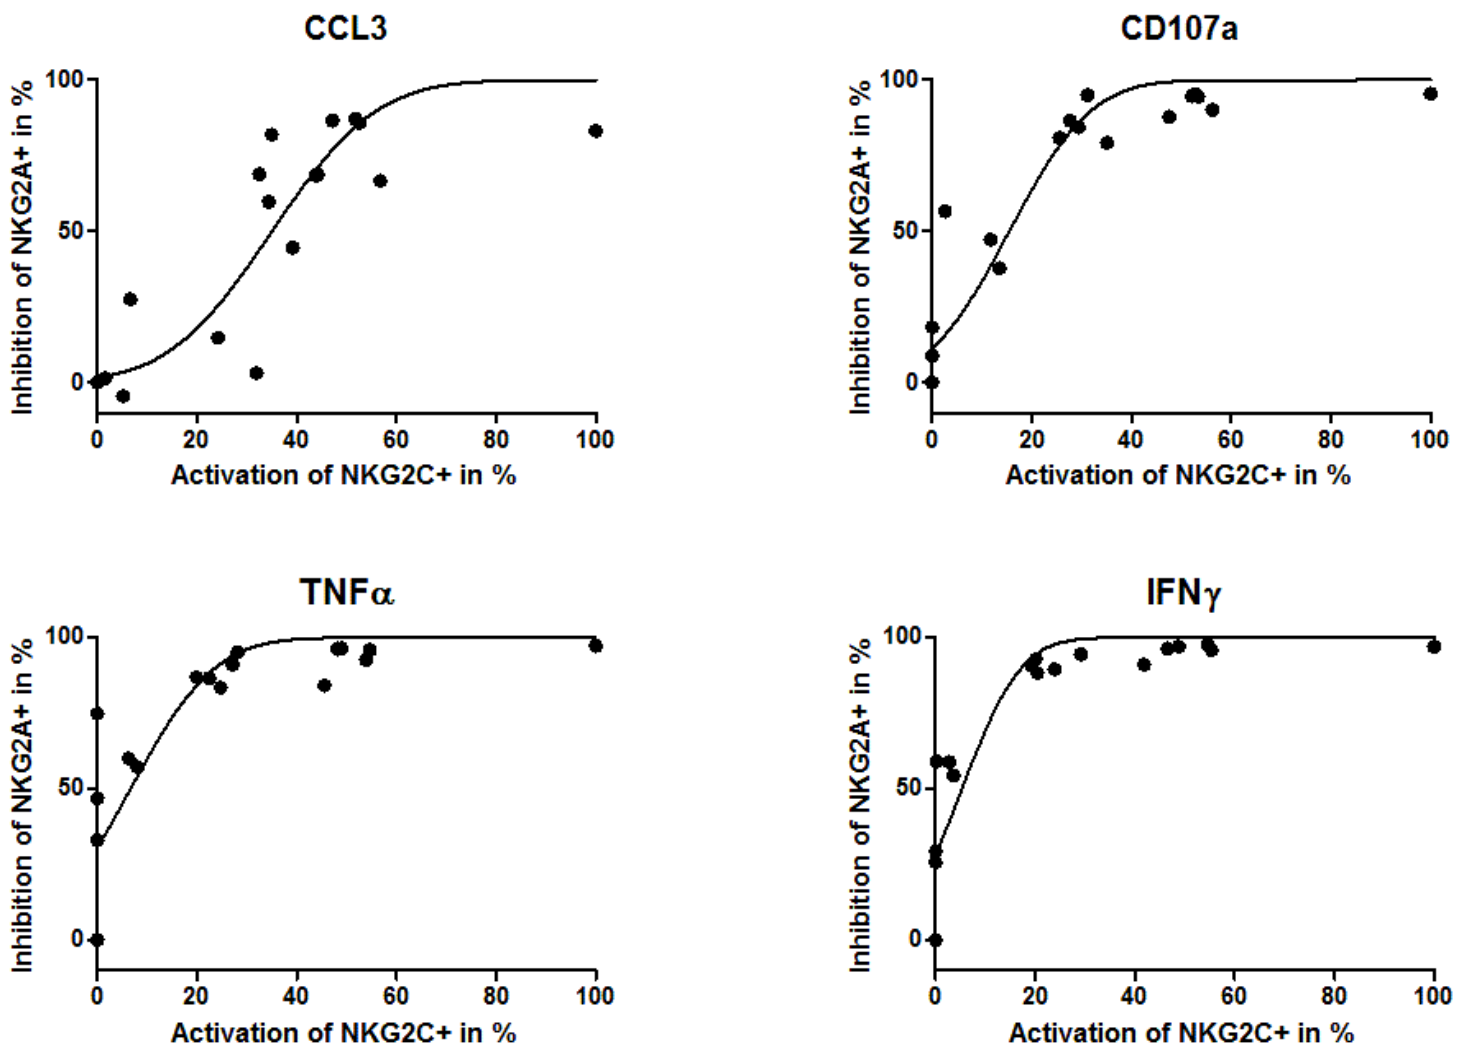 CCL3
Inhibition of NKG2A+ in %
100
50
0
0 20 40 60 80 100
Activation of NKG2C+ in %
CD107a
Inhibition of NKG2A+ in %
100
50
0
0 20 40 60 80 100
Activation of NKG2C+ in %
TNFα
Inhibition of NKG2A+ in %
100
50
0
0 20 40 60 80 100
Activation of NKG2C+ in %
IFNγ
Inhibition of NKG2A+ in %
100
50
0
0 20 40 60 80 100
Activation of NKG2C+ in %